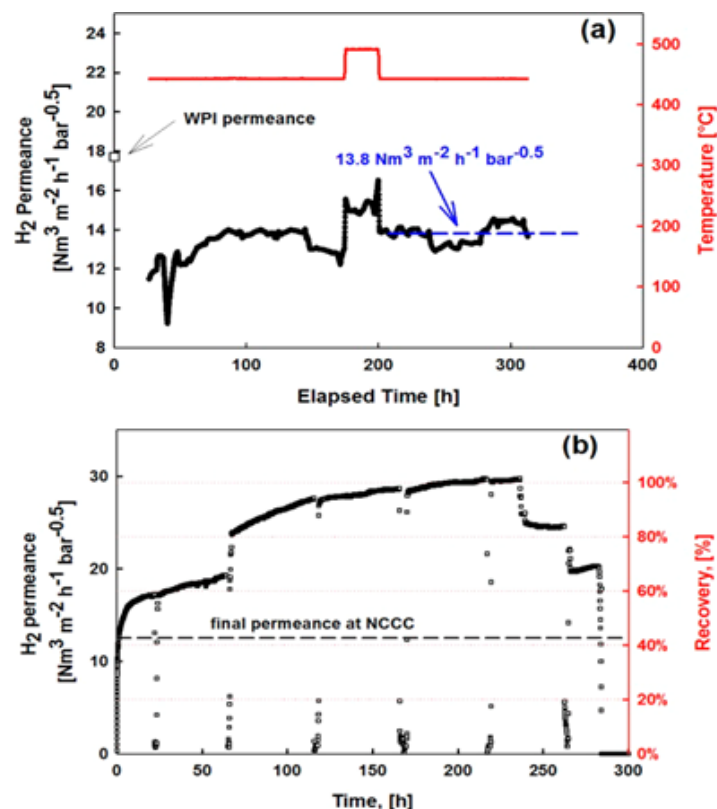 (a)
24
22
20
18
16
14
12
10
8
H2 Permeance
[Nm³ m⁻² h⁻¹ bar⁻⁰·⁵]
WPI permeance
13.8 Nm³ m⁻² h⁻¹ bar⁻⁰·⁵
500
400
300
200
100
0
Temperature [°C]
0 100 200 300 400
Elapsed Time [h]
(b)
30
20
10
0
H2 permeance
[Nm³ m⁻² h⁻¹ bar⁻⁰·⁵]
final permeance at NCCC
100%
80%
60%
40%
20%
0%
Recovery, [%]
0 50 100 150 200 250 300
Time, [h]